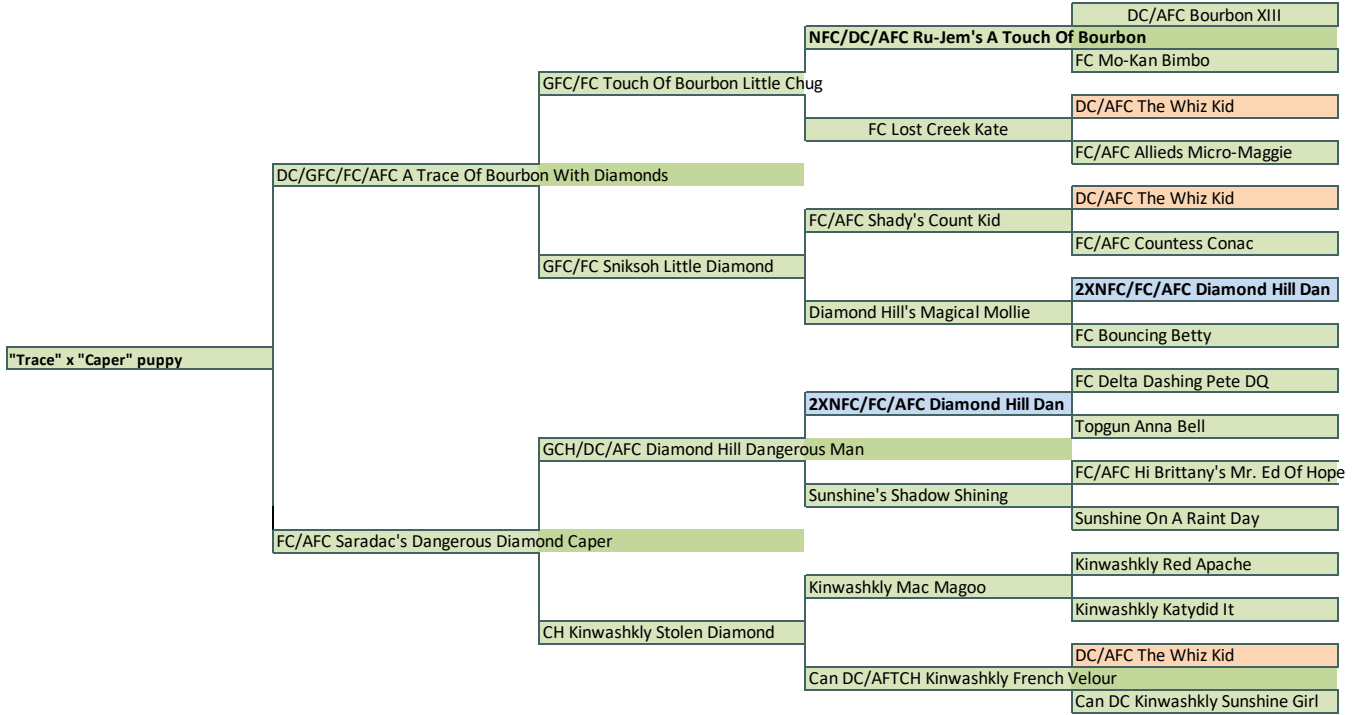 DC/AFC Bourbon XIII
NFC/DC/AFC Ru-Jem's A Touch Of Bourbon
FC Mo-Kan Bimbo
GFC/FC Touch Of Bourbon Little Chug
DC/AFC The Whiz Kid
FC Lost Creek Kate
FC/AFC Allieds Micro-Maggie
DC/GFC/FC/AFC A Trace Of Bourbon With Diamonds
DC/AFC The Whiz Kid
FC/AFC Shady's Count Kid
FC/AFC Countess Conac
GFC/FC Sniksoh Little Diamond
2XNFC/FC/AFC Diamond Hill Dan
Diamond Hill's Magical Mollie
FC Bouncing Betty
"Trace" x "Caper" puppy
FC Delta Dashing Pete DQ
2XNFC/FC/AFC Diamond Hill Dan
Topgun Anna Bell
GCH/DC/AFC Diamond Hill Dangerous Man
FC/AFC Hi Brittany's Mr. Ed Of Hope
Sunshine's Shadow Shining
Sunshine On A Raint Day
FC/AFC Saradac's Dangerous Diamond Caper
Kinwashkly Red Apache
Kinwashkly Mac Magoo
Kinwashkly Katydid It
CH Kinwashkly Stolen Diamond
DC/AFC The Whiz Kid
Can DC/AFTCH Kinwashkly French Velour
Can DC Kinwashkly Sunshine Girl